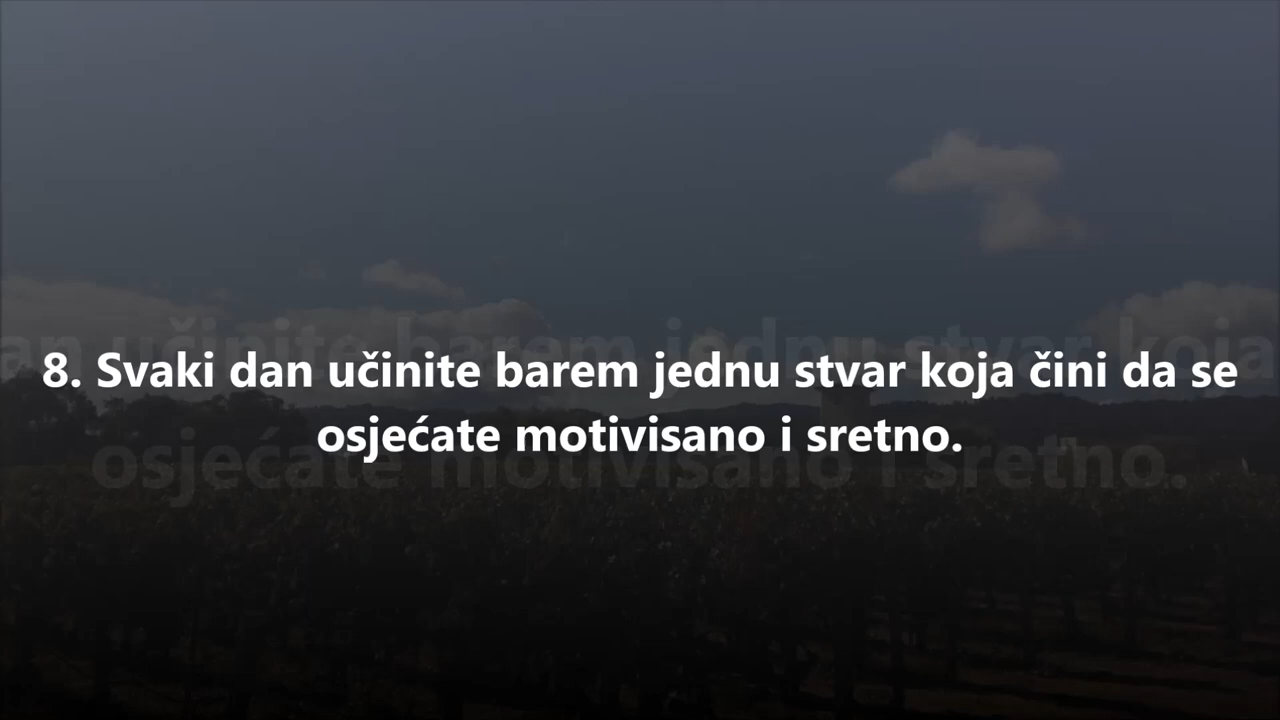 8. Svaki dan učinite barem jednu stvar koja čini da se
osjećate motivisano i sretno.